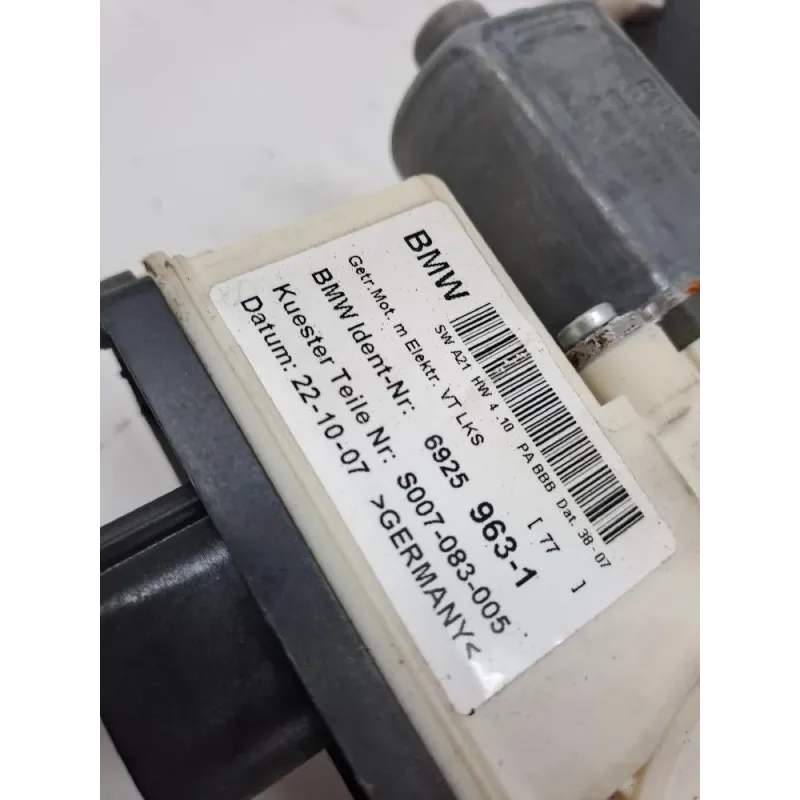 BMW
SW A21 HW 4.10 PA BBB Dat. 38-07
Getr.Mot. m Elektr. VT LKS [ 77 ]
BMW Ident-Nr: 6925 963-1
Kuester Teile Nr: S007-083-005
Datum: 22-10-07 >GERMANY<